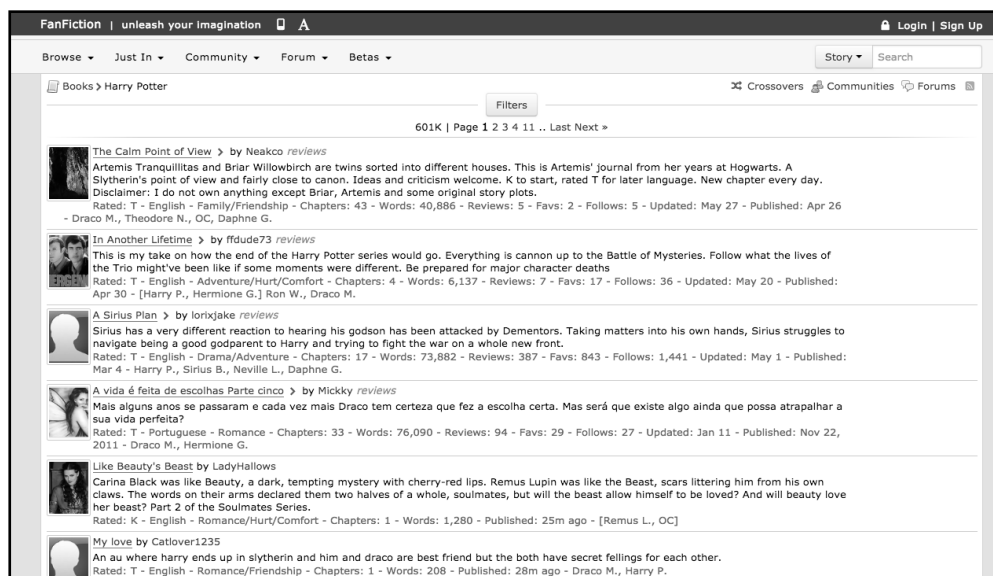 FanFiction | unleash your imagination A
Login | Sign Up
Browse Just In Community Forum Betas
Story Search
Books > Harry Potter
Crossovers Communities Forums
Filters
601K | Page 1 2 3 4 11 .. Last Next »
The Calm Point of View > by Neakco reviews
Artemis Tranquillitas and Briar Willowbirch are twins sorted into different houses. This is Artemis' journal from her years at Hogwarts. A
Slytherin's point of view and fairly close to canon. Ideas and criticism welcome. K to start, rated T for later language. New chapter every day.
Disclaimer: I do not own anything except Briar, Artemis and some original story plots.
Rated: T - English - Family/Friendship - Chapters: 43 - Words: 40,886 - Reviews: 5 - Favs: 2 - Follows: 5 - Updated: May 27 - Published: Apr 26
- Draco M., Theodore N., OC, Daphne G.
In Another Lifetime > by ffdude73 reviews
This is my take on how the end of the Harry Potter series would go. Everything is cannon up to the Battle of Mysteries. Follow what the lives of
the Trio might've been like if some moments were different. Be prepared for major character deaths
Rated: T - English - Adventure/Hurt/Comfort - Chapters: 4 - Words: 6,137 - Reviews: 7 - Favs: 17 - Follows: 36 - Updated: May 20 - Published:
Apr 30 - [Harry P., Hermione G.] Ron W., Draco M.
A Sirius Plan > by lorixjake reviews
Sirius has a very different reaction to hearing his godson has been attacked by Dementors. Taking matters into his own hands, Sirius struggles to
navigate being a good godparent to Harry and trying to fight the war on a whole new front.
Rated: T - English - Drama/Adventure - Chapters: 17 - Words: 73,882 - Reviews: 387 - Favs: 843 - Follows: 1,441 - Updated: May 1 - Published:
Mar 4 - Harry P., Sirius B., Neville L., Daphne G.
A vida é feita de escolhas Parte cinco > by Mickky reviews
Mais alguns anos se passaram e cada vez mais Draco tem certeza que fez a escolha certa. Mas será que existe algo ainda que possa atrapalhar a
sua vida perfeita?
Rated: T - Portuguese - Romance - Chapters: 33 - Words: 76,090 - Reviews: 94 - Favs: 29 - Follows: 27 - Updated: Jan 11 - Published: Nov 22,
2011 - Draco M., Hermione G.
Like Beauty's Beast by LadyHallows
Carina Black was like Beauty, a dark, tempting mystery with cherry-red lips. Remus Lupin was like the Beast, scars littering him from his own
claws. The words on their arms declared them two halves of a whole, soulmates, but will the beast allow himself to be loved? And will beauty love
her beast? Part 2 of the Soulmates Series.
Rated: K - English - Romance/Hurt/Comfort - Chapters: 1 - Words: 1,280 - Published: 25m ago - [Remus L., OC]
My love by Catlover1235
An au where harry ends up in slytherin and him and draco are best friend but the both have secret fellings for each other.
Rated: T - English - Romance/Friendship - Chapters: 1 - Words: 208 - Published: 28m ago - Draco M., Harry P.